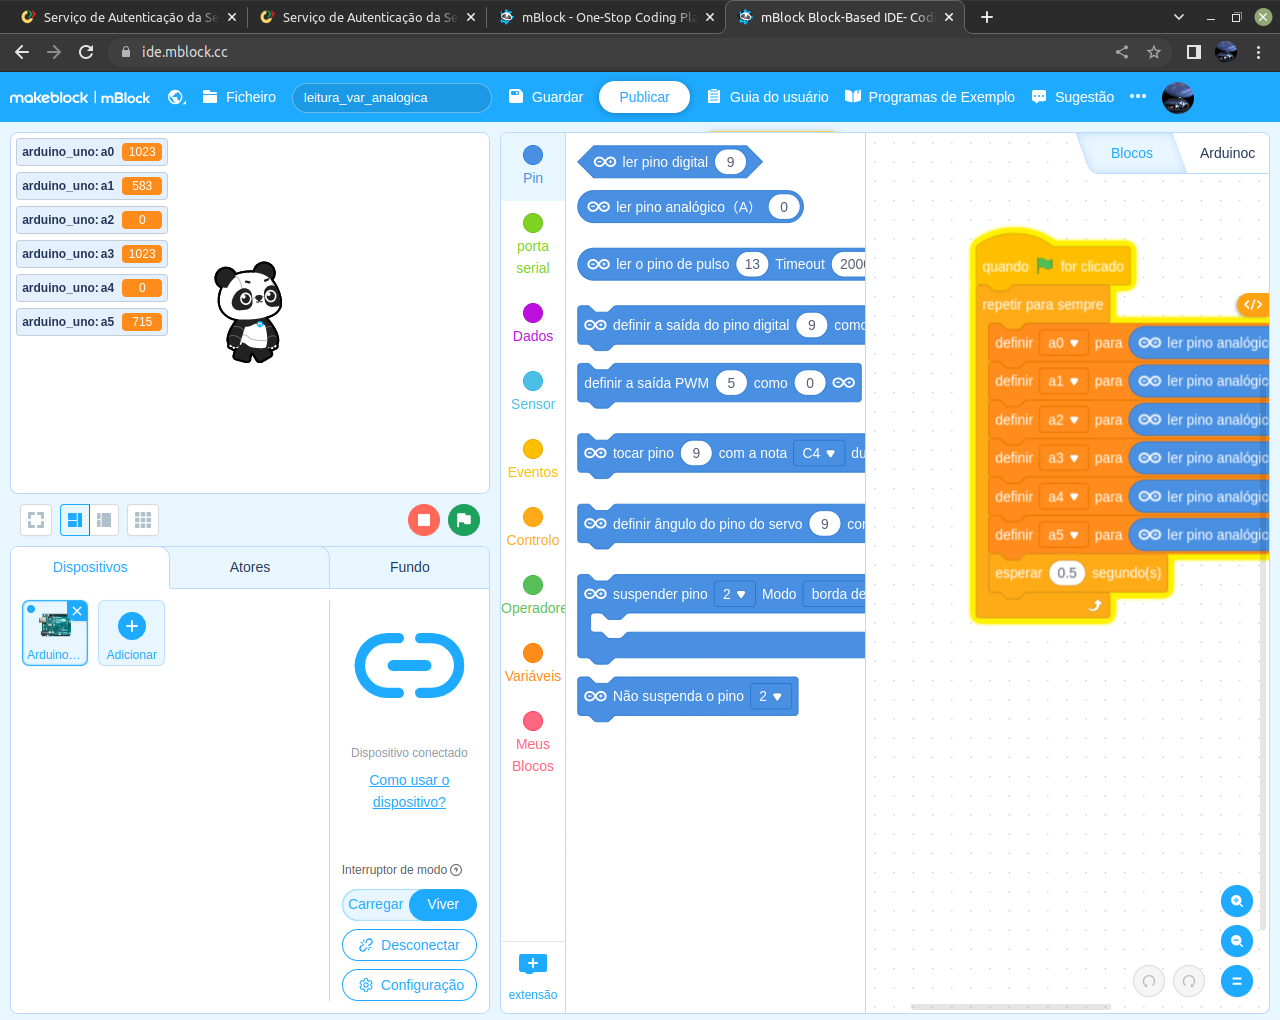 Serviço de Autenticação da Se
Serviço de Autenticação da Se
mBlock - One-Stop Coding Pla
mBlock Block-Based IDE- Codi
ide.mblock.cc
makeblock | mBlock
Ficheiro
leitura_var_analogica
Guardar
Publicar
Guia do usuário
Programas de Exemplo
Sugestão
arduino_uno: a0 1023
arduino_uno: a1 583
arduino_uno: a2 0
arduino_uno: a3 1023
arduino_uno: a4 0
arduino_uno: a5 715
Dispositivos
Atores
Fundo
Arduino...
Adicionar
Dispositivo conectado
Como usar o
dispositivo?
Interruptor de modo
Carregar
Viver
Desconectar
Configuração
Pin
porta
serial
Dados
Sensor
Eventos
Controlo
Operadore
Variáveis
Meus
Blocos
extensão
ler pino digital 9
ler pino analógico (A) 0
ler o pino de pulso 13 Timeout 2000
definir a saída do pino digital 9 como
definir a saída PWM 5 como 0
tocar pino 9 com a nota C4 du
definir ângulo do pino do servo 9 co
suspender pino 2 Modo borda de
Não suspenda o pino 2
Blocos
Arduinoc
quando for clicado
repetir para sempre
definir a0 para ler pino analógic
definir a1 para ler pino analógic
definir a2 para ler pino analógic
definir a3 para ler pino analógic
definir a4 para ler pino analógic
definir a5 para ler pino analógic
esperar 0.5 segundo(s)